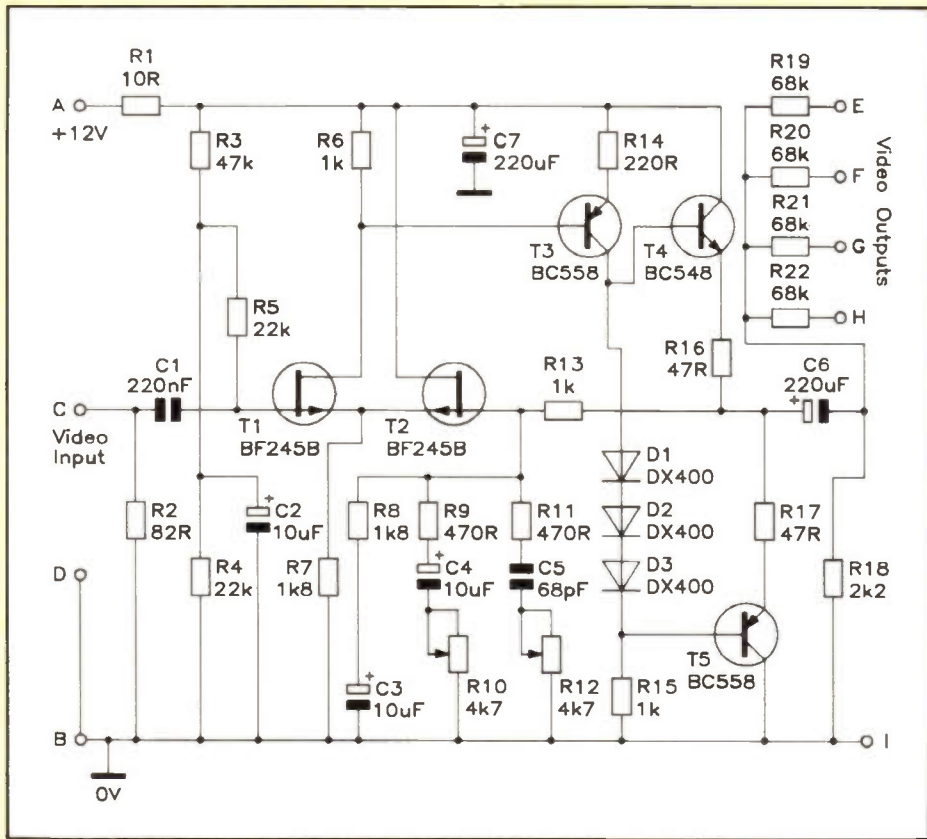 R1
10R
A
+12V
R3
47k
R6
1k
C7
220uF
R14
220R
R19
68k
E
R20
68k
F
R21
68k
G
R22
68k
H
Video Outputs
T3
BC558
T4
BC548
R5
22k
C1
220nF
C
Video
Input
T1
BF245B
T2
BF245B
R13
1k
R16
47R
C6
220uF
D1
DX400
D2
DX400
D3
DX400
R2
82R
C2
10uF
R4
22k
R7
1k8
R8
1k8
R9
470R
R11
470R
C4
10uF
C5
68pF
R17
47R
R18
2k2
D
C3
10uF
R10
4k7
R12
4k7
R15
1k
T5
BC558
B
I
0V
+
+
+
+
+